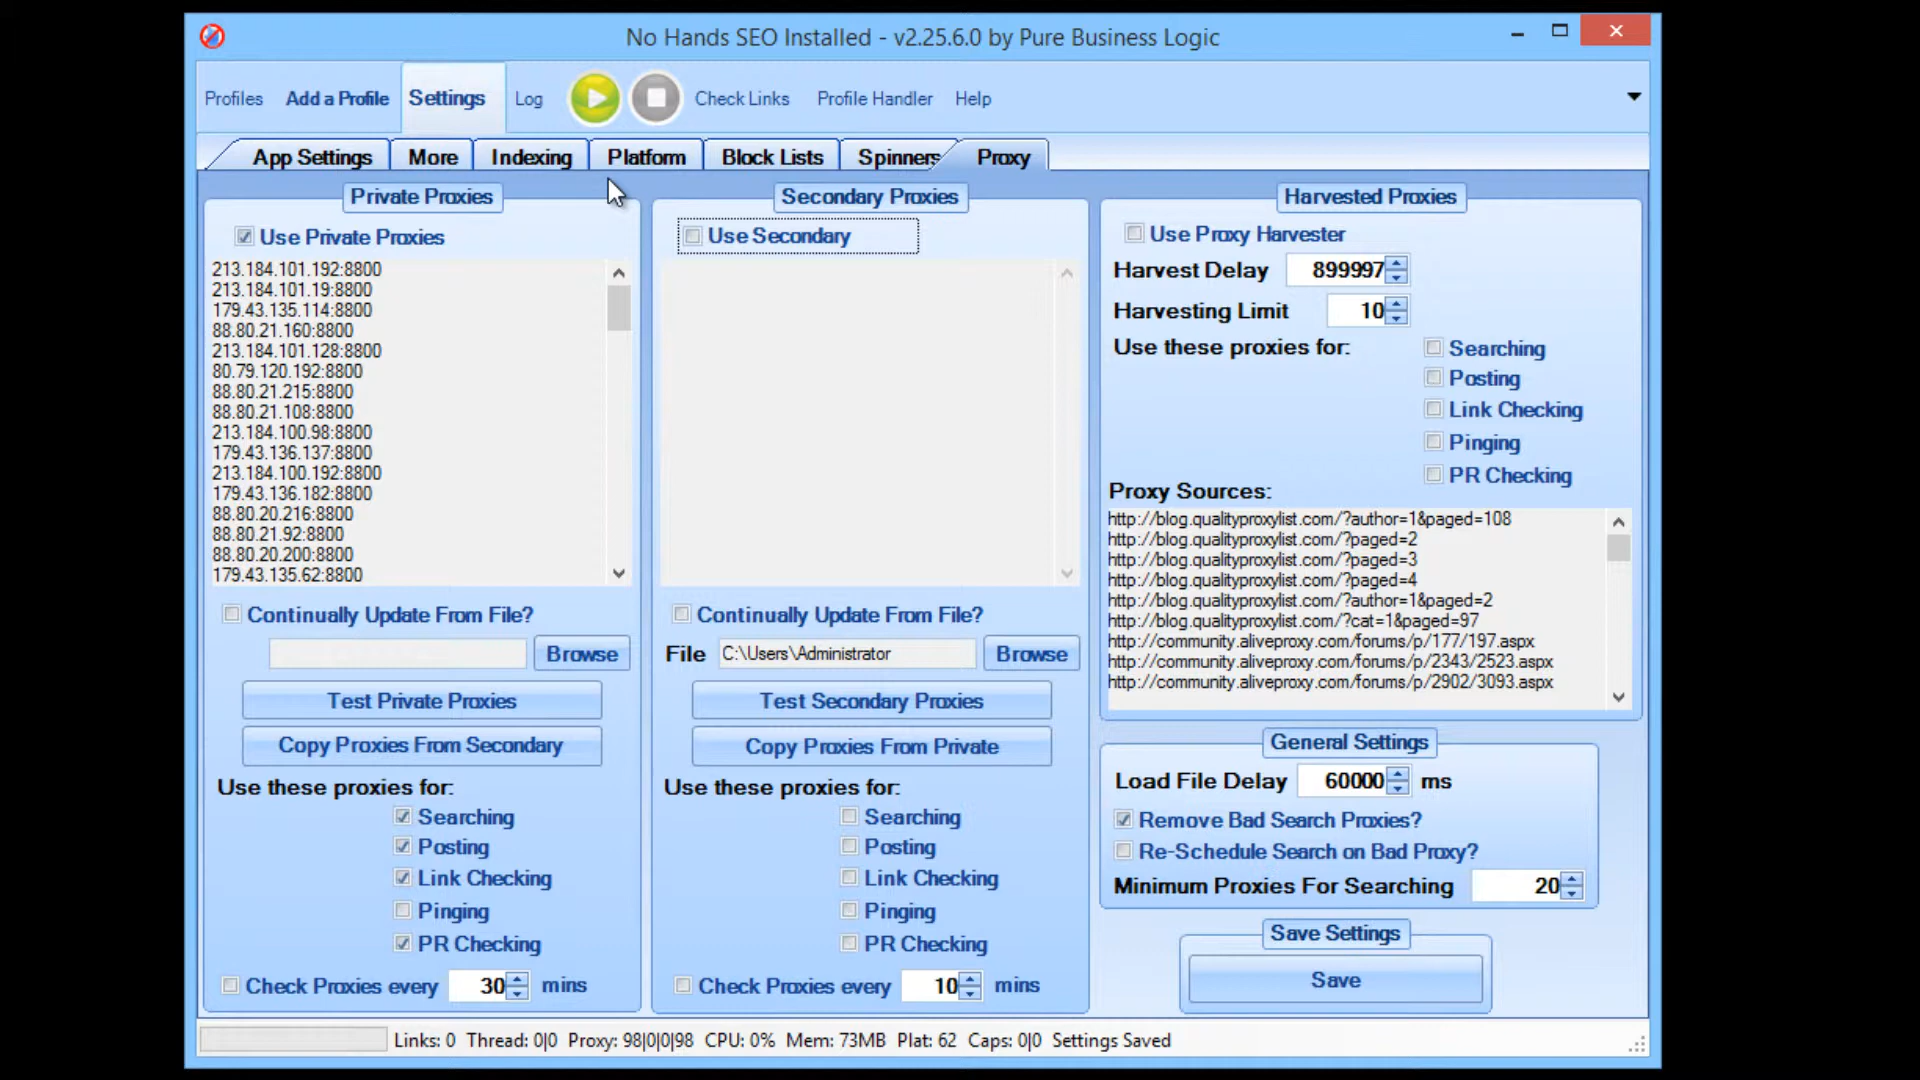 No Hands SEO Installed - v2.25.6.0 by Pure Business Logic
Profiles Add a Profile Settings Log Check Links Profile Handler Help
App Settings More Indexing Platform Block Lists Spinners Proxy
Private Proxies
Use Private Proxies
213.184.101.192:8800
213.184.101.19:8800
179.43.135.114:8800
88.80.21.160:8800
213.184.101.128:8800
80.79.120.192:8800
88.80.21.215:8800
88.80.21.108:8800
213.184.100.98:8800
179.43.136.137:8800
213.184.100.192:8800
179.43.136.182:8800
88.80.20.216:8800
88.80.21.92:8800
88.80.20.200:8800
179.43.135.62:8800
Continually Update From File?
Browse
Test Private Proxies
Copy Proxies From Secondary
Use these proxies for:
Searching
Posting
Link Checking
Pinging
PR Checking
Check Proxies every 30 mins
Secondary Proxies
Use Secondary
Continually Update From File?
File C:\Users\Administrator Browse
Test Secondary Proxies
Copy Proxies From Private
Use these proxies for:
Searching
Posting
Link Checking
Pinging
PR Checking
Check Proxies every 10 mins
Harvested Proxies
Use Proxy Harvester
Harvest Delay 899997
Harvesting Limit 10
Use these proxies for: Searching
Posting
Link Checking
Pinging
PR Checking
Proxy Sources:
http://blog.qualityproxylist.com/?author=1&paged=108
http://blog.qualityproxylist.com/?paged=2
http://blog.qualityproxylist.com/?paged=3
http://blog.qualityproxylist.com/?paged=4
http://blog.qualityproxylist.com/?author=1&paged=2
http://blog.qualityproxylist.com/?cat=1&paged=97
http://community.aliveproxy.com/forums/p/177/197.aspx
http://community.aliveproxy.com/forums/p/2343/2523.aspx
http://community.aliveproxy.com/forums/p/2902/3093.aspx
General Settings
Load File Delay 60000 ms
Remove Bad Search Proxies?
Re-Schedule Search on Bad Proxy?
Minimum Proxies For Searching 20
Save Settings
Save
Links: 0 Thread: 0|0 Proxy: 98|0|0|98 CPU: 0% Mem: 73MB Plat: 62 Caps: 0|0 Settings Saved